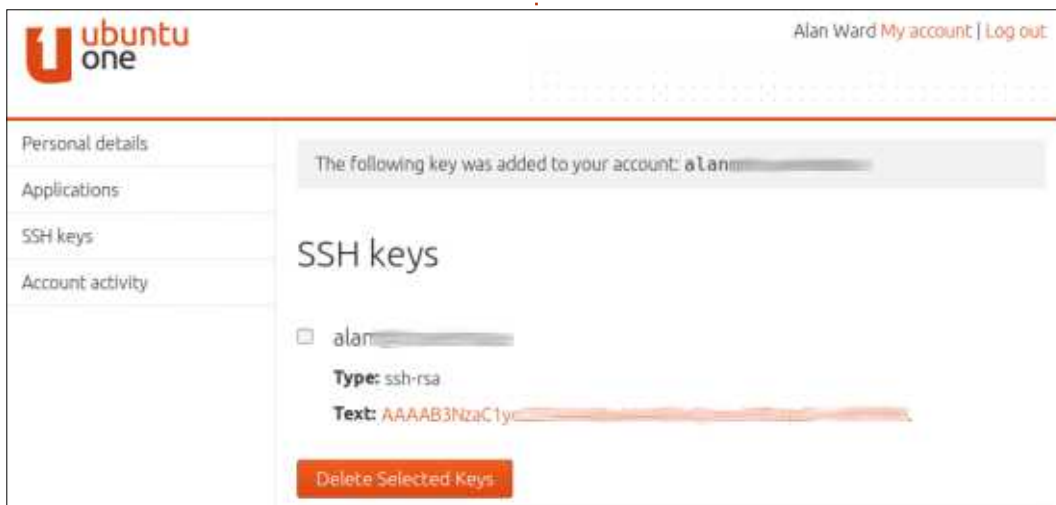 ubuntu
one
Alan Ward My account | Log out
Personal details
Applications
SSH keys
Account activity
The following key was added to your account: alan
SSH keys
alan
Type: ssh-rsa
Text: AAAAB3NzaC1y
Delete Selected Keys